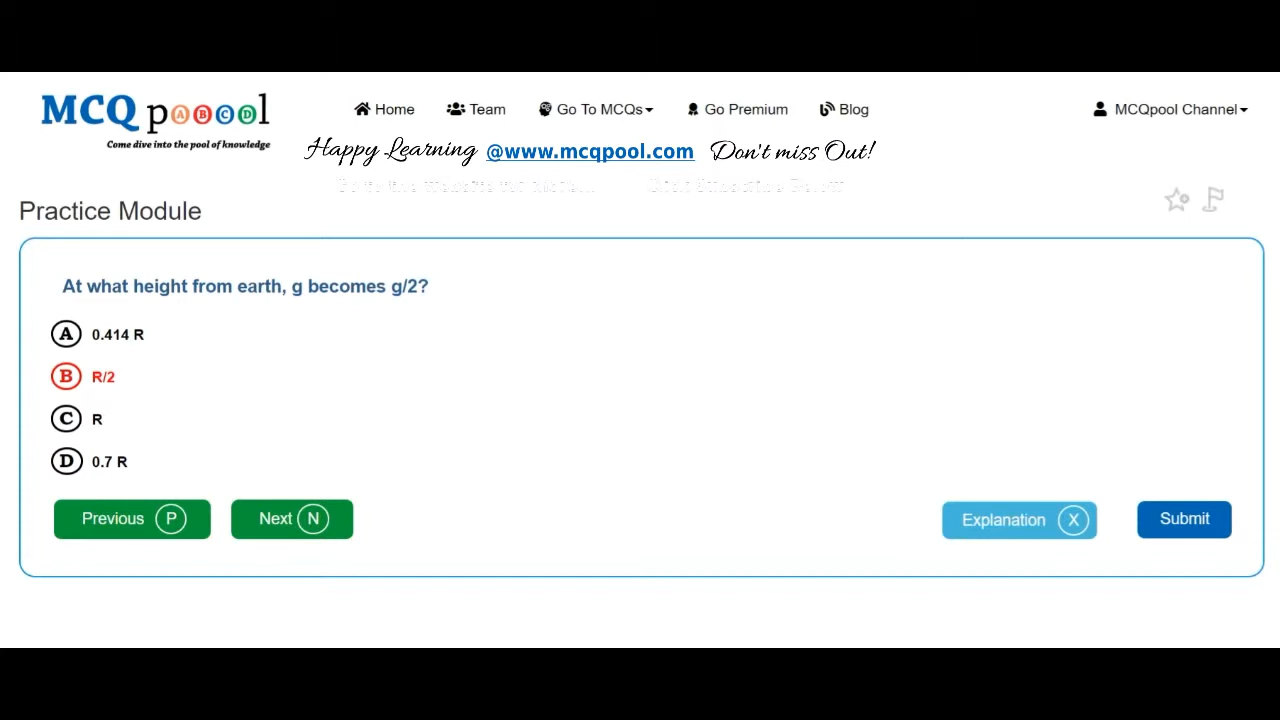 MCQ pooool
Come dive into the pool of knowledge
Home Team Go To MCQs Go Premium Blog MCQpool Channel
Happy Learning @www.mcqpool.com Don't miss Out!
Practice Module
At what height from earth, g becomes g/2?
A 0.414 R
B R/2
C R
D 0.7 R
Previous P Next N Explanation X Submit